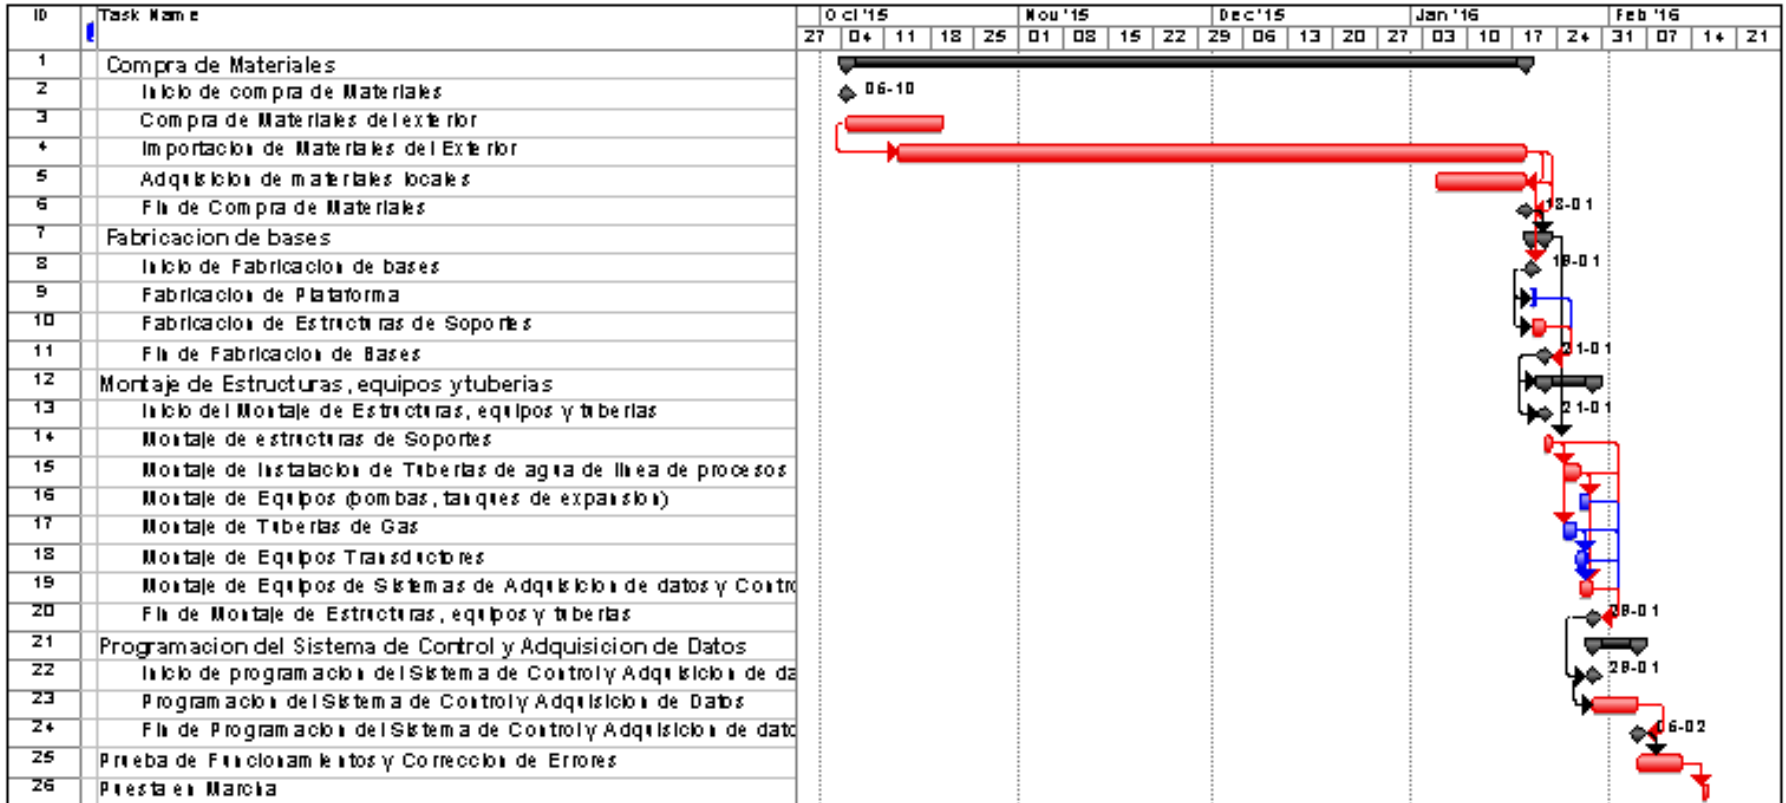 ID Task Name Oct '15 Nov '15 Dec '15 Jan '16 Feb '16
27 04 11 18 25 01 08 15 22 29 06 13 20 27 03 10 17 24 31 07 14 21
1 Compra de Materiales
2 Inicio de compra de Materiales 06-10
3 Compra de Materiales del exterior
4 Importacion de Materiales del Exterior
5 Adquisicion de materiales locales
6 Fin de Compra de Materiales 18-01
7 Fabricacion de bases
8 Inicio de Fabricacion de bases 19-01
9 Fabricacion de Plataforma
10 Fabricacion de Estructuras de Soportes
11 Fin de Fabricacion de Bases 21-01
12 Montaje de Estructuras, equipos y tuberias
13 Inicio del Montaje de Estructuras, equipos y tuberias 21-01
14 Montaje de estructuras de Soportes
15 Montaje de Instalacion de Tuberias de agua de linea de procesos
16 Montaje de Equipos (bombas, tanques de expansion)
17 Montaje de Tuberias de Gas
18 Montaje de Equipos Transductores
19 Montaje de Equipos de Sistemas de Adquisicion de datos y Contro
20 Fin de Montaje de Estructuras, equipos y tuberias 28-01
21 Programacion del Sistema de Control y Adquisicion de Datos
22 Inicio de programacion del Sistema de Control y Adquisicion de da 28-01
23 Programacion del Sistema de Control y Adquisicion de Datos
24 Fin de Programacion del Sistema de Control y Adquisicion de dato 06-02
25 Prueba de Funcionamientos y Correccion de Errores
26 Puesta en Marcha